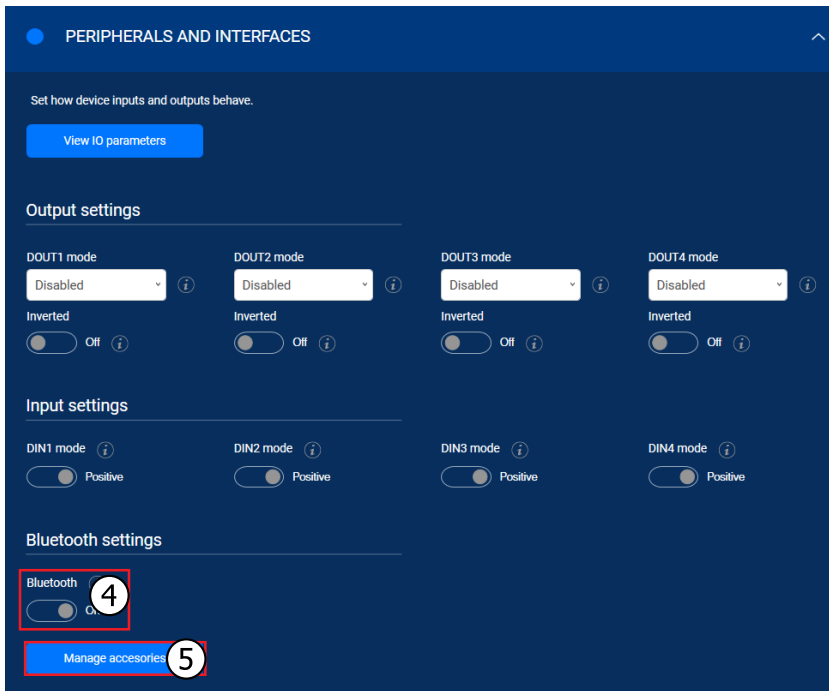 PERIPHERALS AND INTERFACES
Set how device inputs and outputs behave.
View IO parameters
Output settings
DOUT1 mode DOUT2 mode DOUT3 mode DOUT4 mode
Disabled i Disabled i Disabled i Disabled i
Inverted Inverted Inverted Inverted
Off i Off i Off i Off i
Input settings
DIN1 mode i DIN2 mode i DIN3 mode i DIN4 mode i
Positive Positive Positive Positive
Bluetooth settings
Bluetooth
4
Manage accesories 5